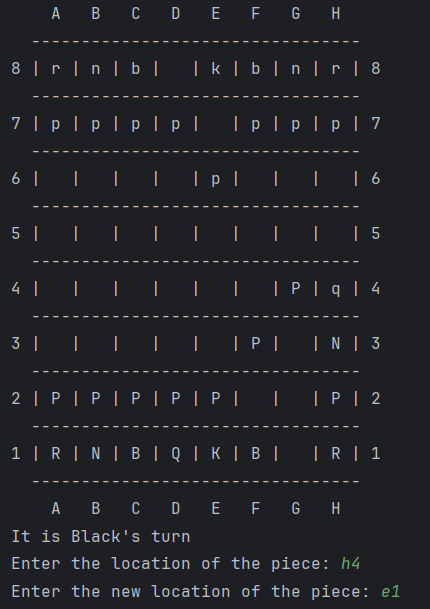 A   B   C   D   E   F   G   H
  ---------------------------------
8 | r | n | b |   | k | b | n | r | 8
  ---------------------------------
7 | p | p | p | p |   | p | p | p | 7
  ---------------------------------
6 |   |   |   |   | p |   |   |   | 6
  ---------------------------------
5 |   |   |   |   |   |   |   |   | 5
  ---------------------------------
4 |   |   |   |   |   |   | P | q | 4
  ---------------------------------
3 |   |   |   |   |   | P |   | N | 3
  ---------------------------------
2 | P | P | P | P | P |   |   | P | 2
  ---------------------------------
1 | R | N | B | Q | K | B |   | R | 1
  ---------------------------------
    A   B   C   D   E   F   G   H
It is Black's turn
Enter the location of the piece: h4
Enter the new location of the piece: e1